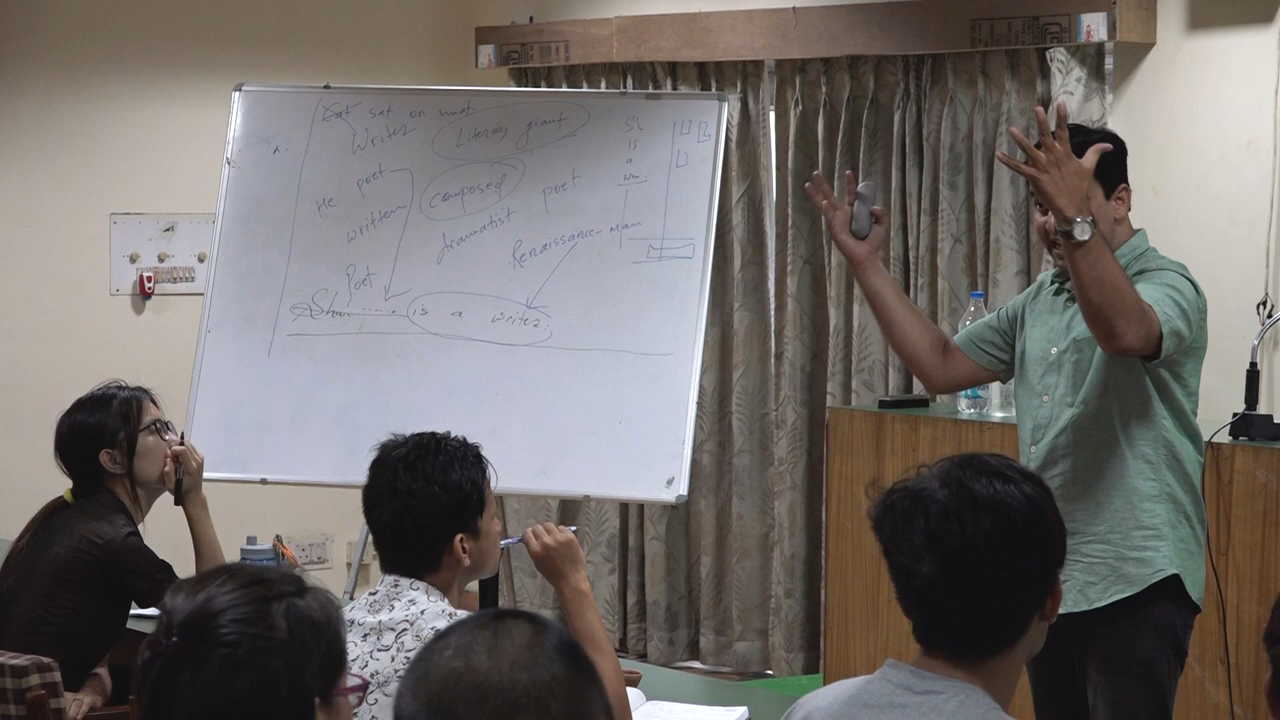 Cat sat on mat.
Writer Literary giant
He poet composed
written dramatist poet
Renaissance-man
Poet
is a writer.
is
a